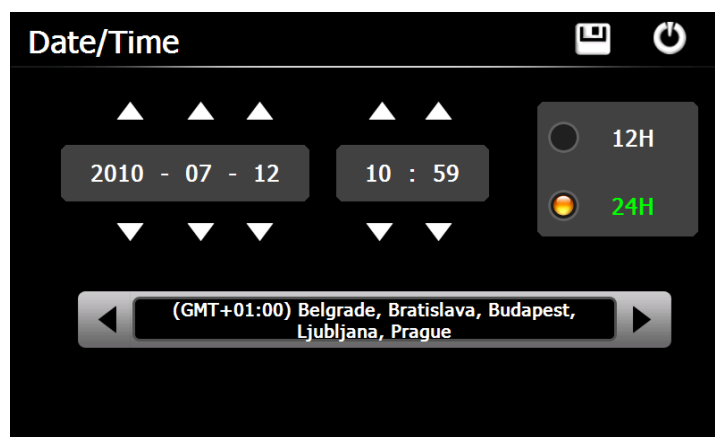 Date/Time
2010 - 07 - 12
10 : 59
12H
24H
(GMT+01:00) Belgrade, Bratislava, Budapest,
Ljubljana, Prague